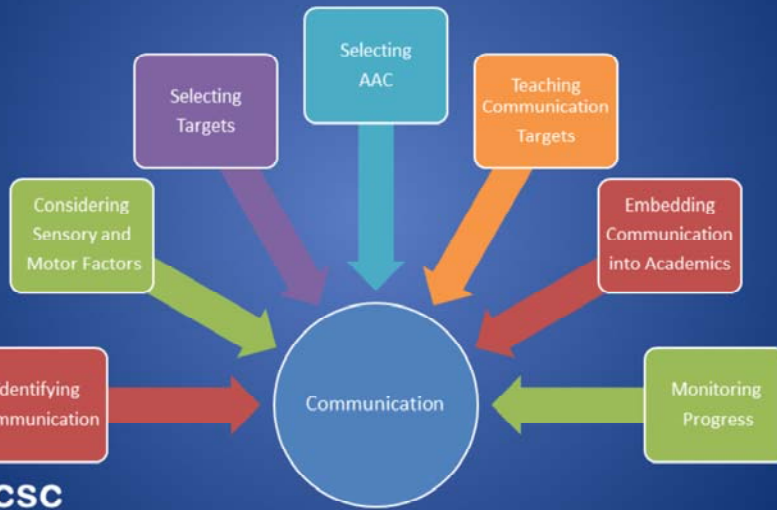 Selecting
AAC
Selecting
Targets
Teaching
Communication
Targets
Considering
Sensory and
Motor Factors
Embedding
Communication
into Academics
Communication
Monitoring
Progress